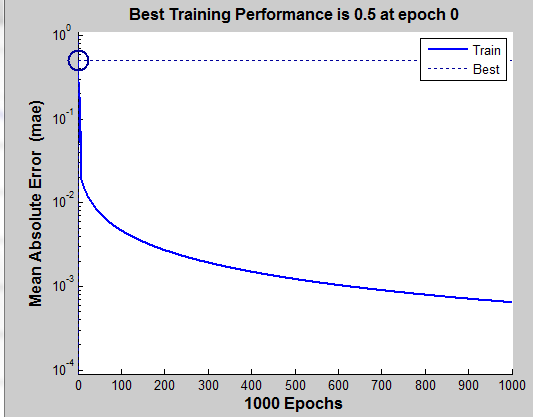 Best Training Performance is 0.5 at epoch 0
Train
Best
Mean Absolute Error (mae)
10^0
10^-1
10^-2
10^-3
10^-4
0 100 200 300 400 500 600 700 800 900 1000
1000 Epochs